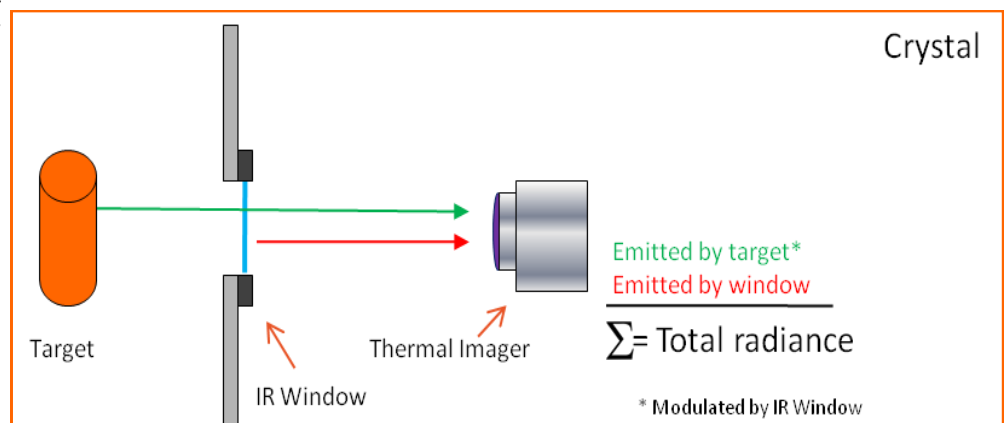 Crystal
Emitted by target*
Emitted by window
∑= Total radiance
Target
Thermal Imager
IR Window
* Modulated by IR Window